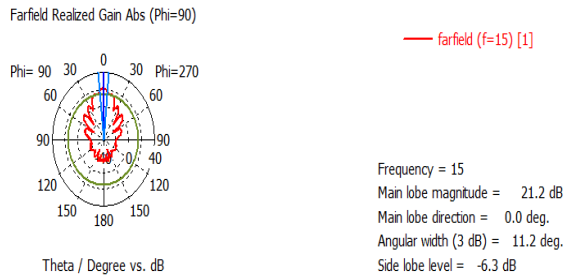 Farfield Realized Gain Abs (Phi=90)
farfield (f=15) [1]
0
Phi= 90 30 30 Phi=270
60 60
90 0 40 90
120 120
150 150
180
Theta / Degree vs. dB
Frequency = 15
Main lobe magnitude = 21.2 dB
Main lobe direction = 0.0 deg.
Angular width (3 dB) = 11.2 deg.
Side lobe level = -6.3 dB